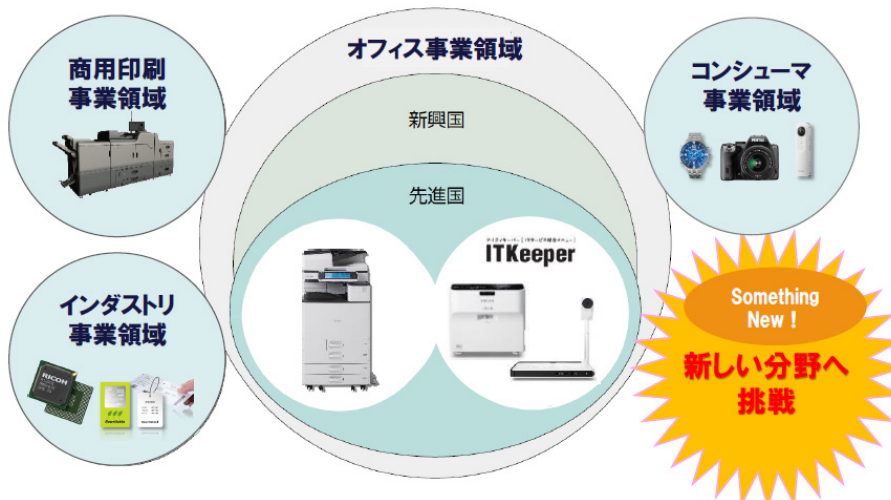 オフィス事業領域
商用印刷
事業領域
コンシューマ
事業領域
新興国
先進国
ITKeeper
インダストリ
事業領域
RICOH
Something
New！
新しい分野へ
挑戦